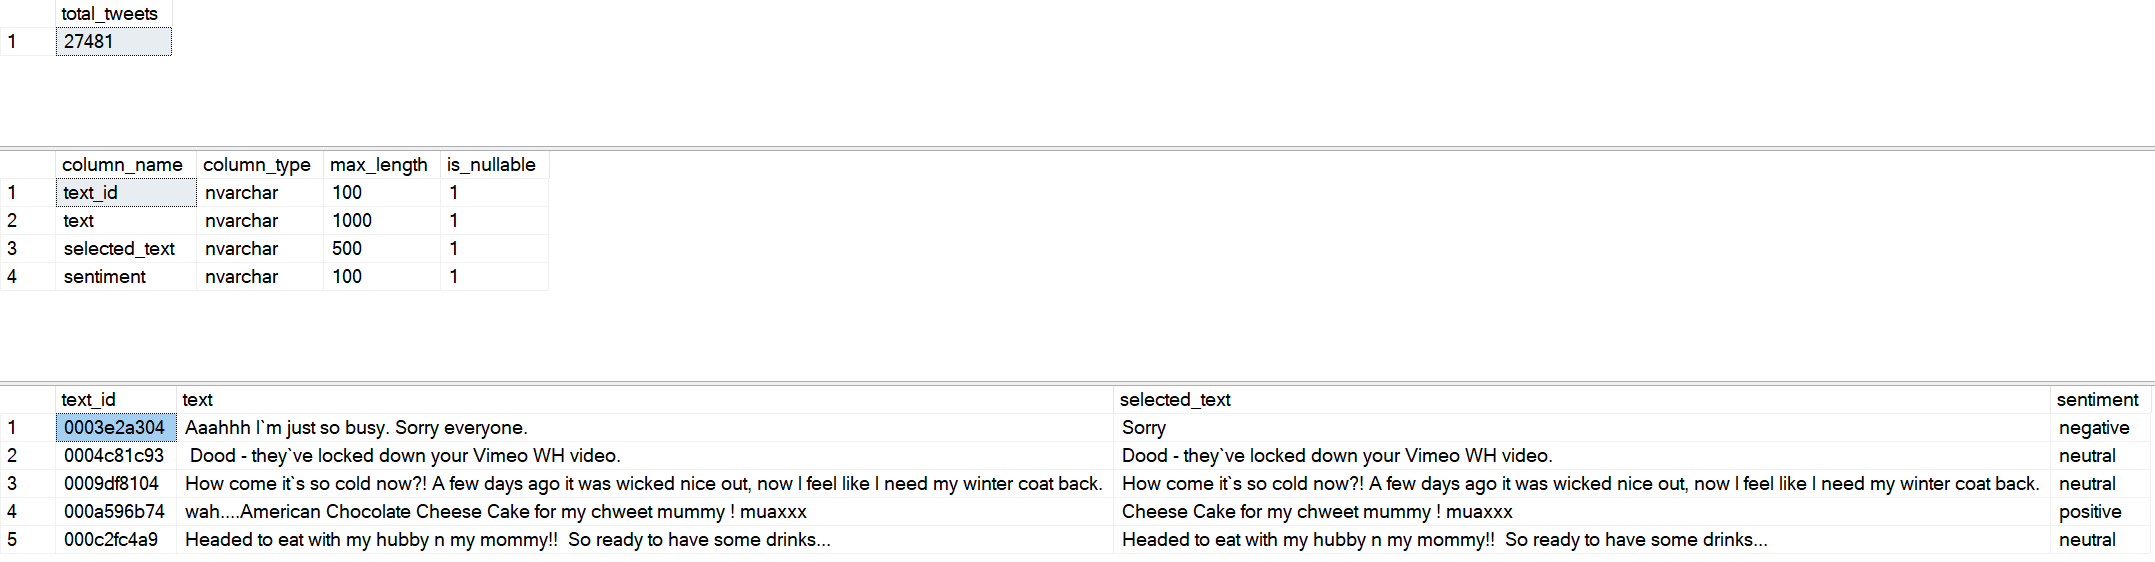 total_tweets
1 27481
column_name column_type max_length is_nullable
1 text_id nvarchar 100 1
2 text nvarchar 1000 1
3 selected_text nvarchar 500 1
4 sentiment nvarchar 100 1
text_id text selected_text sentiment
1 0003e2a304 Aaahhh I`m just so busy. Sorry everyone. Sorry negative
2 0004c81c93 Dood - they`ve locked down your Vimeo WH video. Dood - they`ve locked down your Vimeo WH video. neutral
3 0009df8104 How come it`s so cold now?! A few days ago it was wicked nice out, now I feel like I need my winter coat back. How come it`s so cold now?! A few days ago it was wicked nice out, now I feel like I need my winter coat back. neutral
4 000a596b74 wah....American Chocolate Cheese Cake for my chweet mummy ! muaxxx Cheese Cake for my chweet mummy ! muaxxx positive
5 000c2fc4a9 Headed to eat with my hubby n my mommy!!  So ready to have some drinks... Headed to eat with my hubby n my mommy!!  So ready to have some drinks... neutral